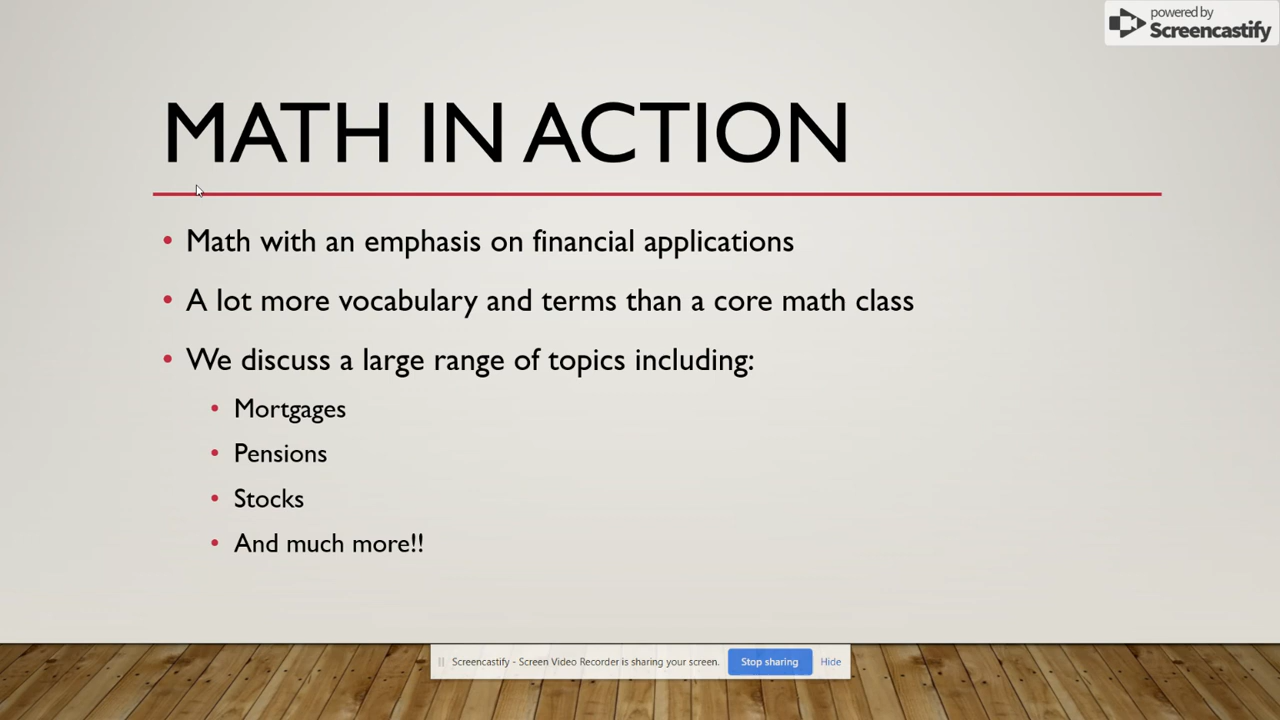 powered by
Screencastify
MATH IN ACTION
• Math with an emphasis on financial applications
• A lot more vocabulary and terms than a core math class
• We discuss a large range of topics including:
• Mortgages
• Pensions
• Stocks
• And much more!!
Screencastify - Screen Video Recorder is sharing your screen. Stop sharing Hide